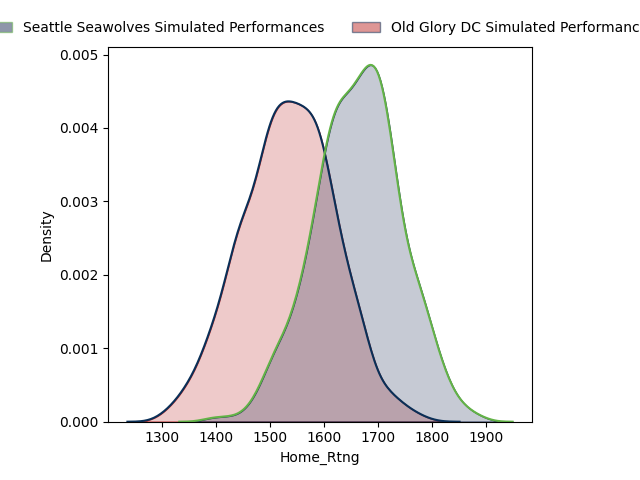 Seattle Seawolves Simulated Performances
Old Glory DC Simulated
0.005
0.004
0.003
0.002
0.001
0.000
Density
1300 1400 1500 1600 1700 1800 1900
Home_Rtng